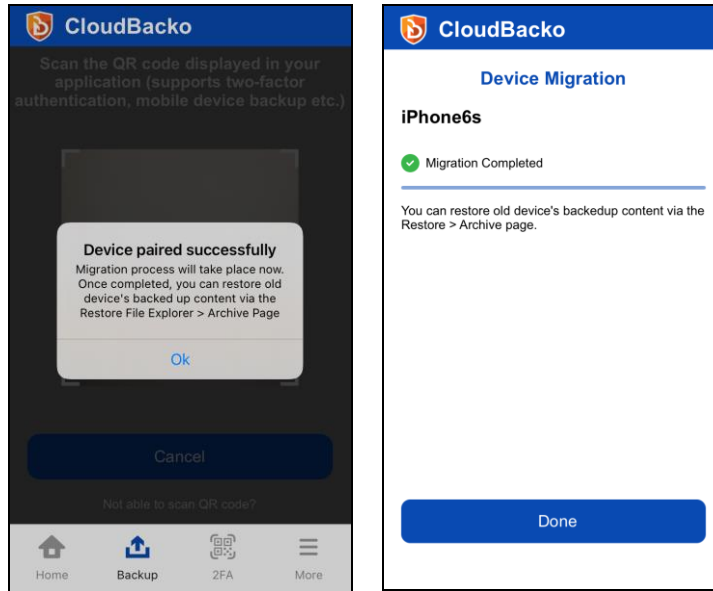 CloudBacko
Scan the QR code displayed in your
application (supports two-factor
authentication, mobile device backup etc.)
Device paired successfully
Migration process will take place now.
Once completed, you can restore old
device's backed up content via the
Restore File Explorer > Archive Page
Ok
Cancel
Not able to scan QR code?
Home
Backup
2FA
More
CloudBacko
Device Migration
iPhone6s
Migration Completed
You can restore old device's backedup content via the
Restore > Archive page.
Done